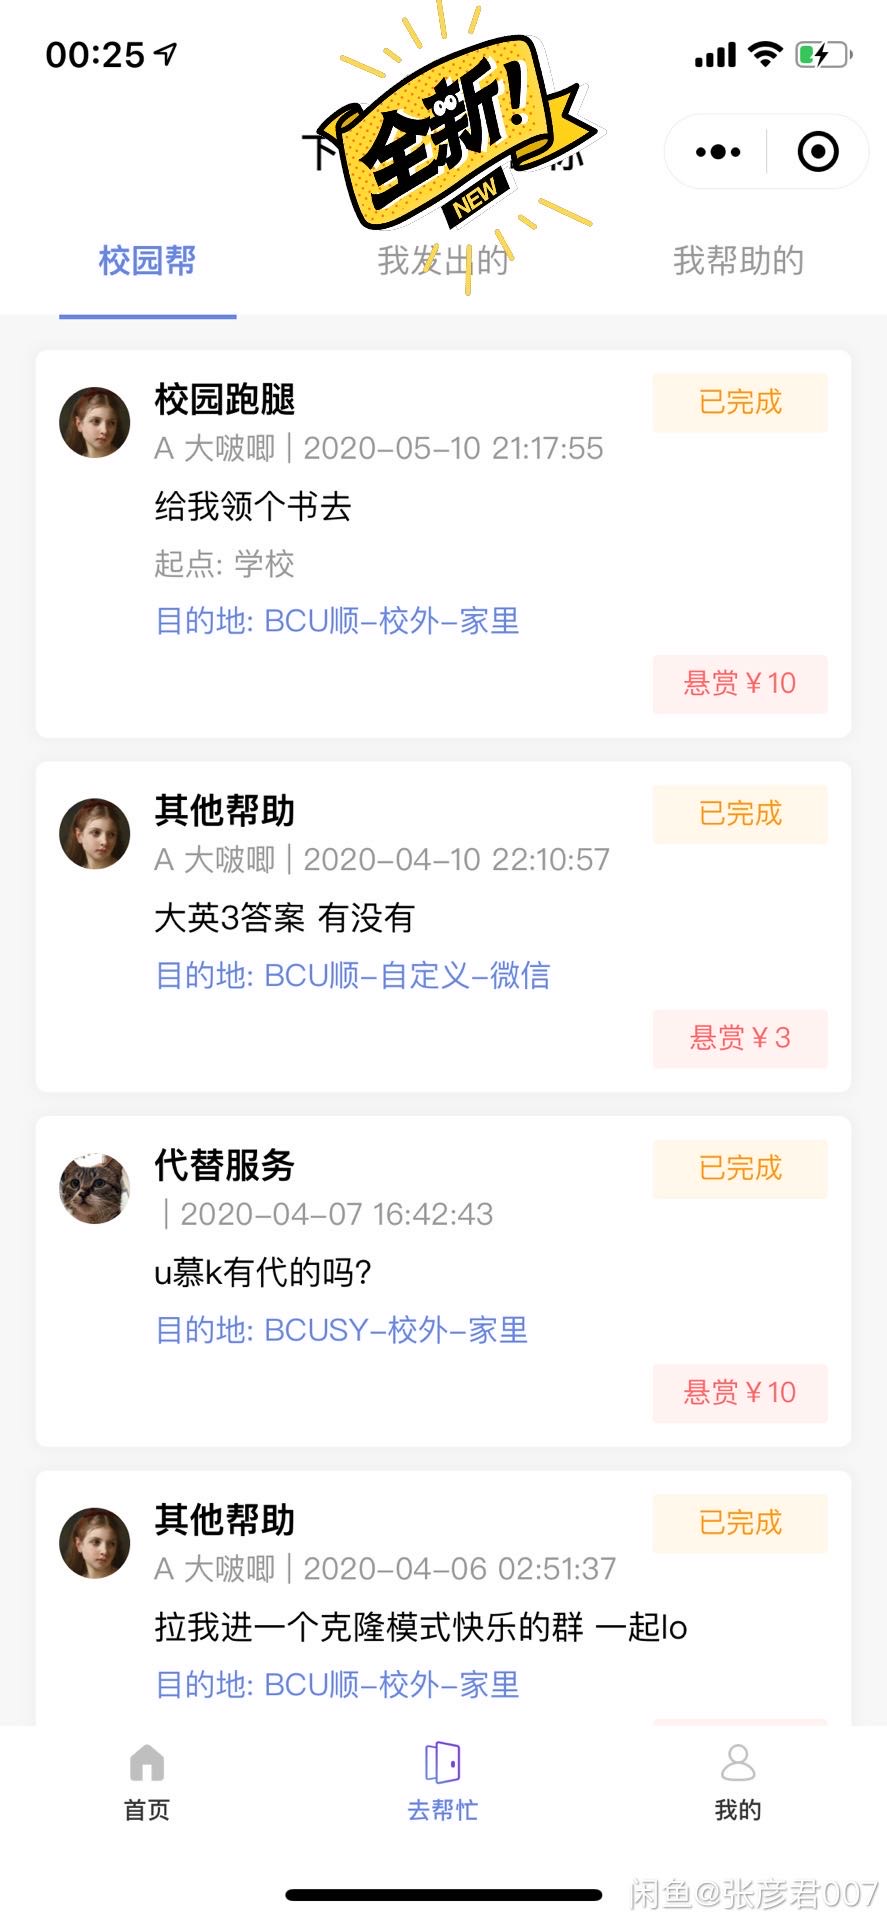 00:25
全新!
NEW
下
校园帮
我发出的
我帮助的
校园跑腿
已完成
A 大啵唧 | 2020-05-10 21:17:55
给我领个书去
起点: 学校
目的地: BCU顺-校外-家里
悬赏￥10
其他帮助
已完成
A 大啵唧 | 2020-04-10 22:10:57
大英3答案 有没有
目的地: BCU顺-自定义-微信
悬赏￥3
代替服务
已完成
| 2020-04-07 16:42:43
u慕k有代的吗?
目的地: BCUSY-校外-家里
悬赏￥10
其他帮助
已完成
A 大啵唧 | 2020-04-06 02:51:37
拉我进一个克隆模式快乐的群 一起lo
目的地: BCU顺-校外-家里
首页
去帮忙
我的
闲鱼@张彦君007